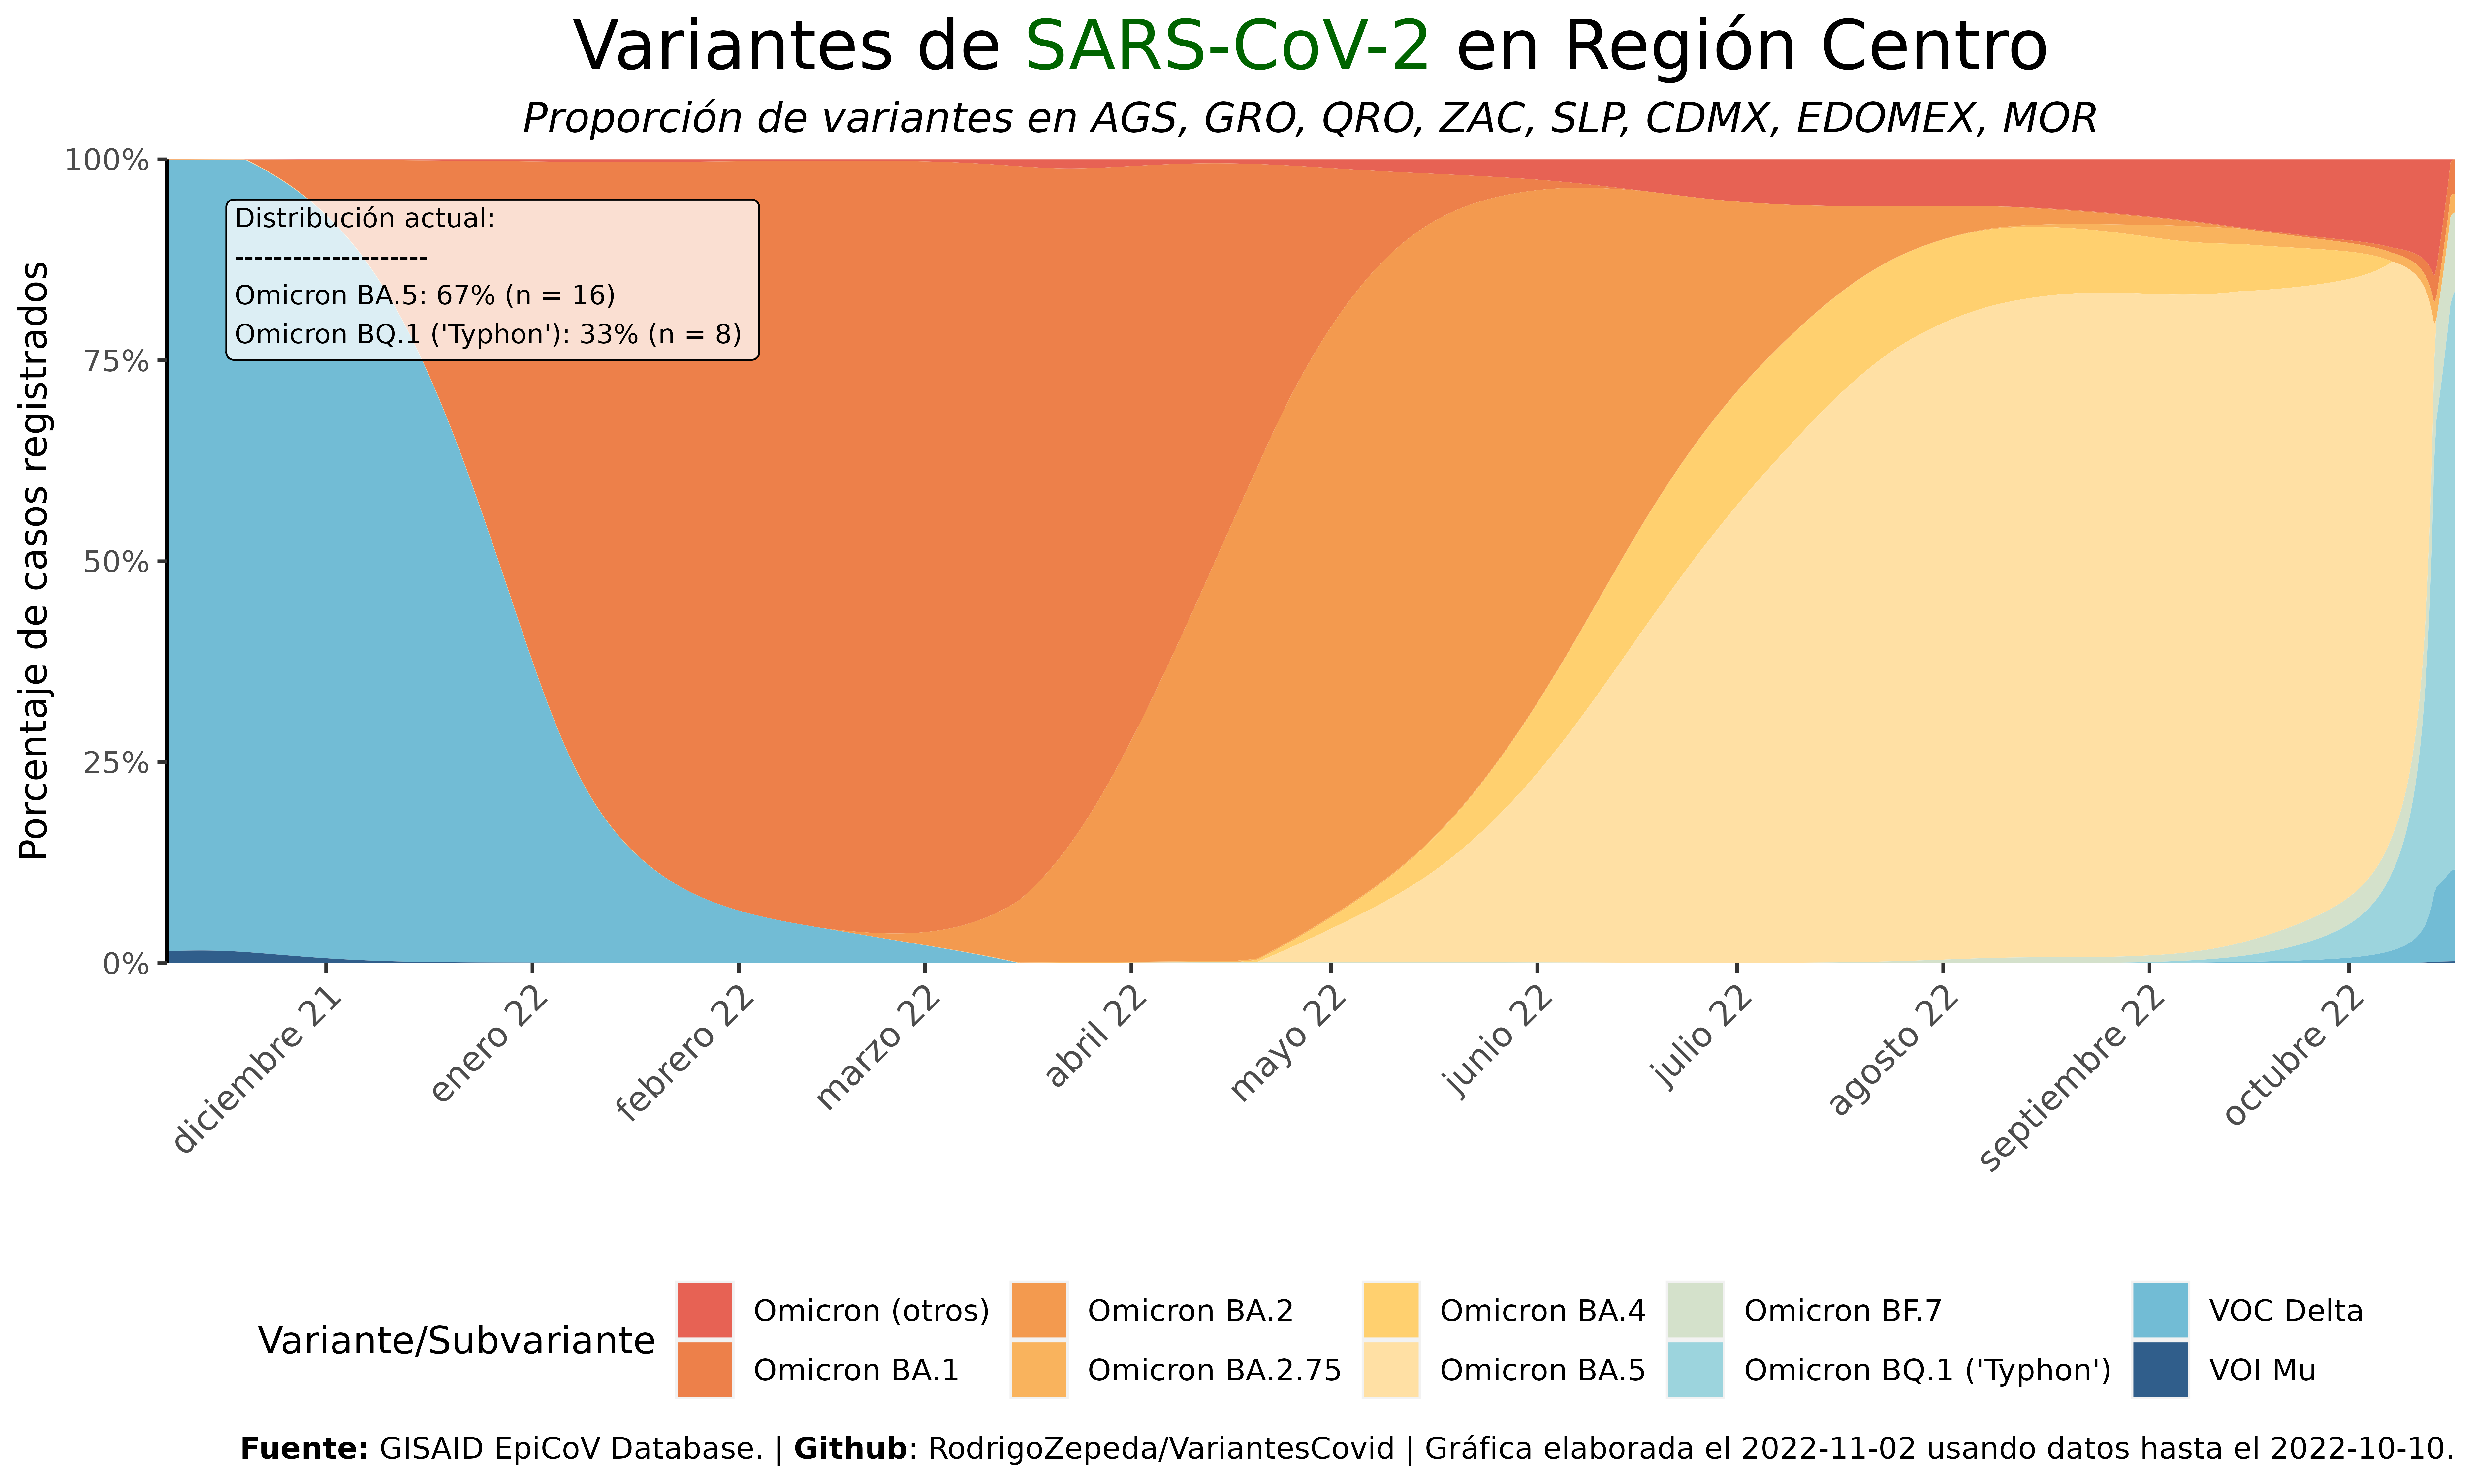 Variantes de SARS-CoV-2 en Región Centro
Proporción de variantes en AGS, GRO, QRO, ZAC, SLP, CDMX, EDOMEX, MOR
Porcentaje de casos registrados
100%
75%
50%
25%
0%
Distribución actual:
--------------------
Omicron BA.5: 67% (n = 16)
Omicron BQ.1 ('Typhon'): 33% (n = 8)
diciembre 21
enero 22
febrero 22
marzo 22
abril 22
mayo 22
junio 22
julio 22
agosto 22
septiembre 22
octubre 22
Variante/Subvariante
Omicron (otros)
Omicron BA.1
Omicron BA.2
Omicron BA.2.75
Omicron BA.4
Omicron BA.5
Omicron BF.7
Omicron BQ.1 ('Typhon')
VOC Delta
VOI Mu
Fuente: GISAID EpiCoV Database. | Github: RodrigoZepeda/VariantesCovid | Gráfica elaborada el 2022-11-02 usando datos hasta el 2022-10-10.